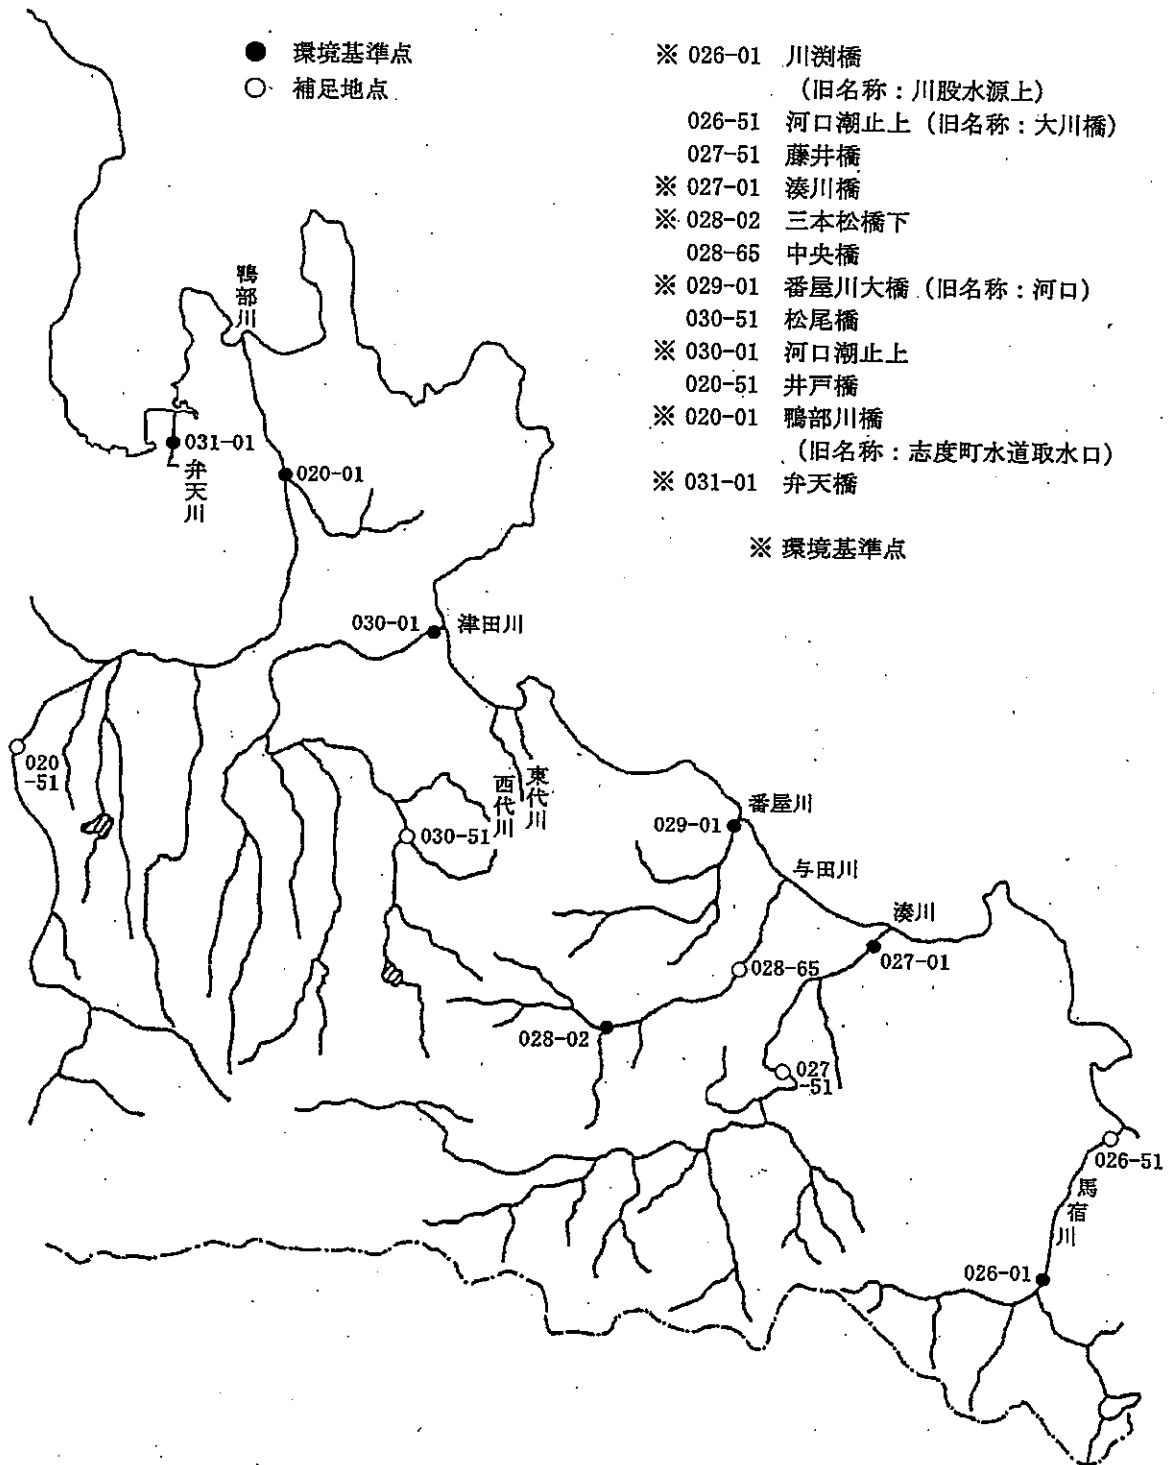 ● 環境基準点
○ 補足地点
※ 026-01 川渕橋
(旧名称：川股水源上)
026-51 河口潮止上 (旧名称：大川橋)
027-51 藤井橋
※ 027-01 湊川橋
※ 028-02 三本松橋下
028-65 中央橋
※ 029-01 番屋川大橋 (旧名称：河口)
030-51 松尾橋
※ 030-01 河口潮止上
020-51 井戸橋
※ 020-01 鴨部川橋
(旧名称：志度町水道取水口)
※ 031-01 弁天橋
※ 環境基準点
鴨部川
031-01
弁天川
020-01
030-01
津田川
020
-51
西代川
東代川
030-51
番屋川
029-01
与田川
湊川
027-01
028-65
028-02
027
-51
026-51
馬宿川
026-01